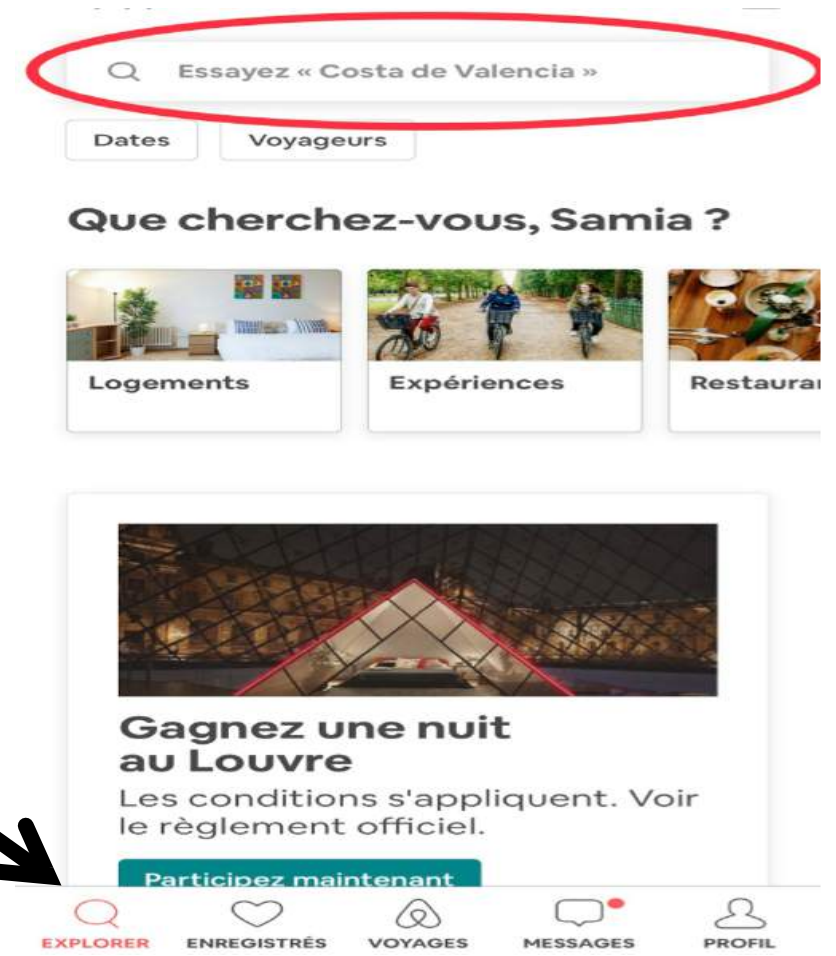 Essayez « Costa de Valencia »
Dates
Voyageurs
Que cherchez-vous, Samia ?
Logements
Expériences
Restaurar
Gagnez une nuit
au Louvre
Les conditions s'appliquent. Voir
le règlement officiel.
Participez maintenant
EXPLORER
ENREGISTRÉS
VOYAGES
MESSAGES
PROFIL